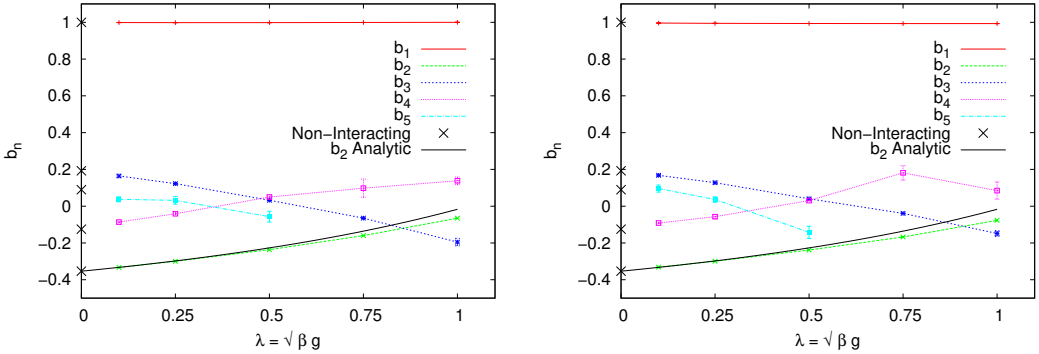 1
0.8
0.6
0.4
0.2
0
−0.2
−0.4
bₙ
0 0.25 0.5 0.75 1
λ = √ β g
b₁
b₂
b₃
b₄
b₅
Non−Interacting
b₂ Analytic
1
0.8
0.6
0.4
0.2
0
−0.2
−0.4
bₙ
0 0.25 0.5 0.75 1
λ = √ β g
b₁
b₂
b₃
b₄
b₅
Non−Interacting
b₂ Analytic